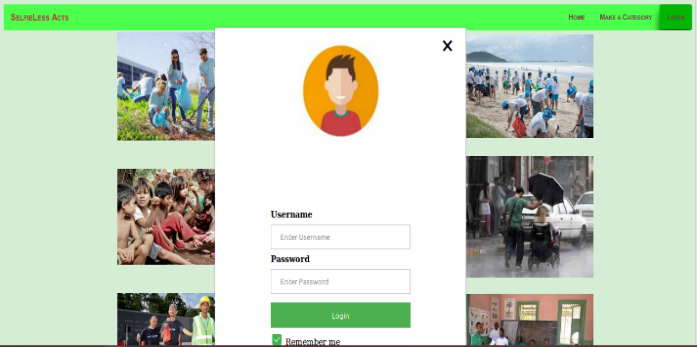 SelfieLess Acts
Home Make a Category Login
X
Username
Enter Username
Password
Enter Password
Login
Remember me